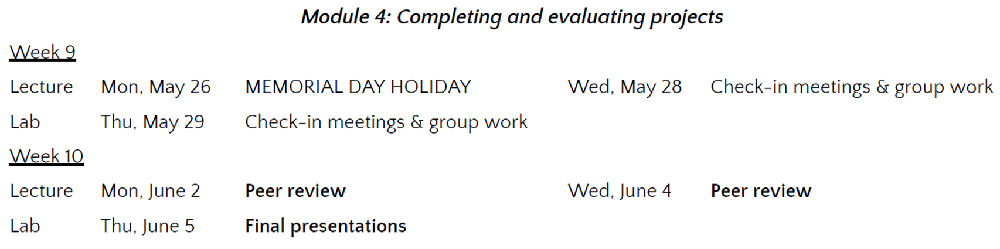 Module 4: Completing and evaluating projects
Week 9
Lecture Mon, May 26 MEMORIAL DAY HOLIDAY Wed, May 28 Check-in meetings & group work
Lab Thu, May 29 Check-in meetings & group work
Week 10
Lecture Mon, June 2 Peer review Wed, June 4 Peer review
Lab Thu, June 5 Final presentations